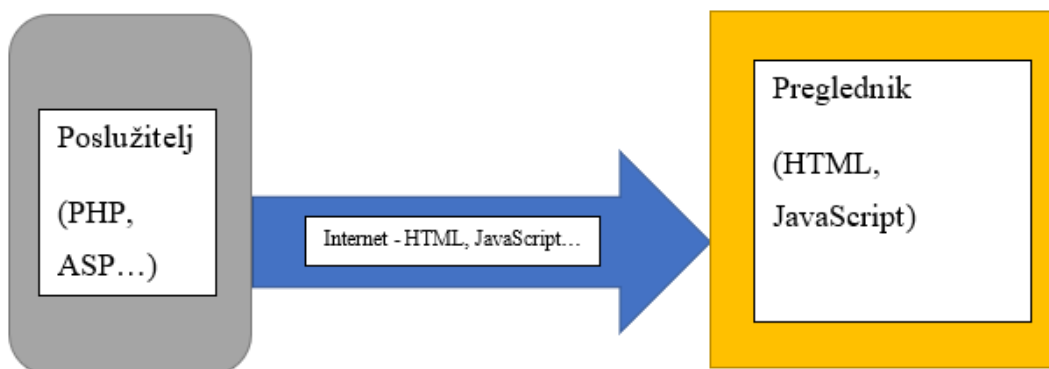 Poslužitelj
(PHP,
ASP…)
Internet - HTML, JavaScript…
Preglednik
(HTML,
JavaScript)